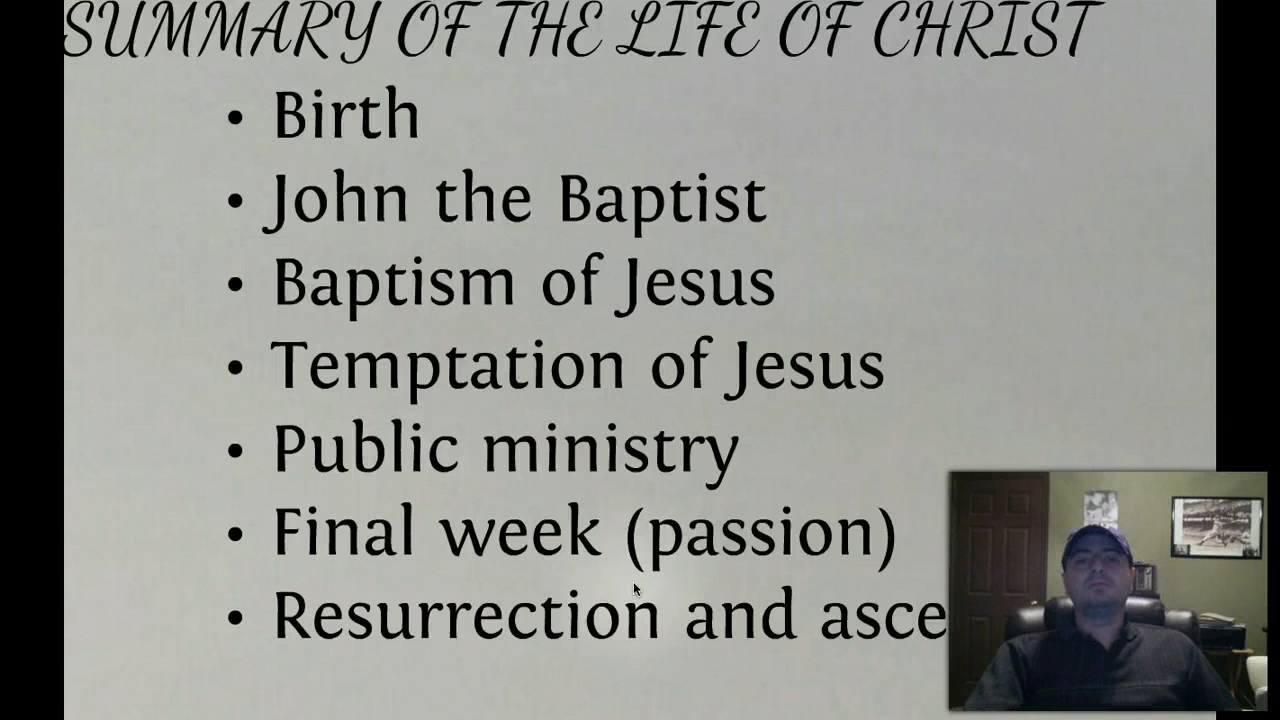 SUMMARY OF THE LIFE OF CHRIST
• Birth
• John the Baptist
• Baptism of Jesus
• Temptation of Jesus
• Public ministry
• Final week (passion)
• Resurrection and asce